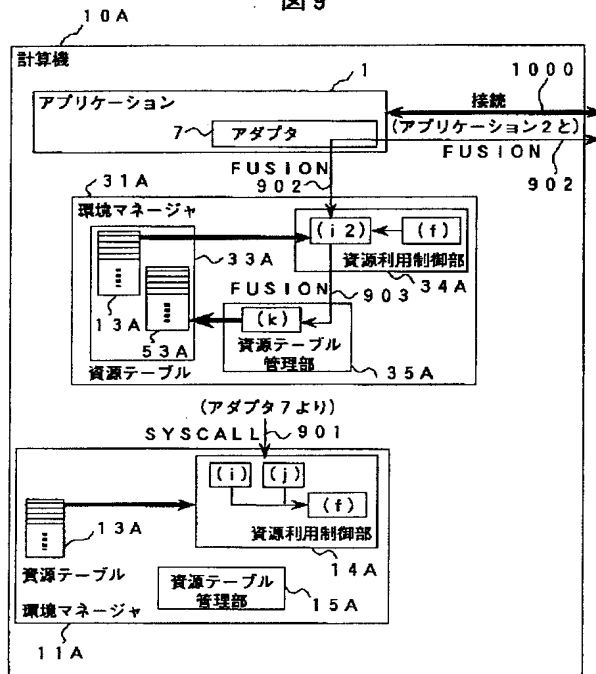 図9
10A
計算機
1
1000
アプリケーション
接続
7
アダプタ
(アプリケーション2と)
FUSION
902
FUSION
902
31A
環境マネージャ
33A
(i2)
(f)
資源利用制御部
34A
FUSION
903
13A
53A
(k)
資源テーブル
管理部
35A
資源テーブル
(アダプタ7より)
SYSCALL
901
(i)
(j)
(f)
13A
資源利用制御部
14A
資源テーブル
資源テーブル
管理部
15A
環境マネージャ
11A